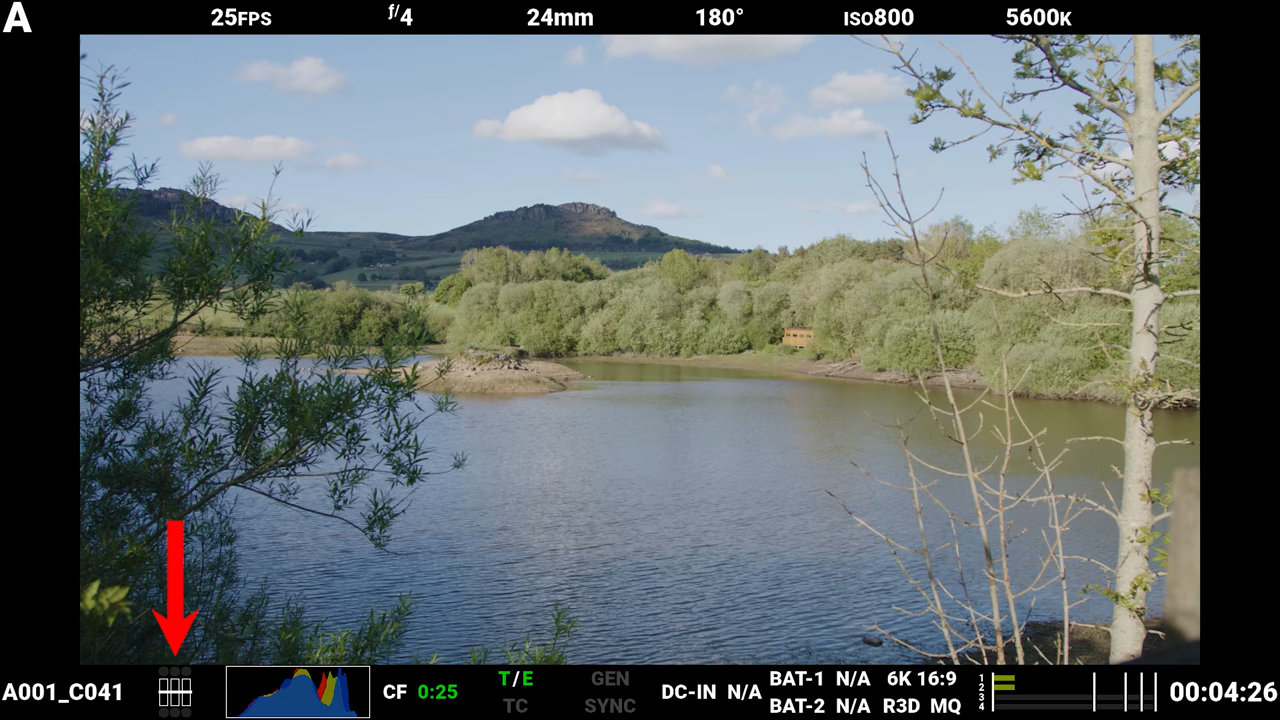 A
25FPS f/4 24mm 180° ISO800 5600K
A001_C041 CF 0:25 T/E GEN DC-IN N/A BAT-1 N/A 6K 16:9 1 00:04:26
TC SYNC BAT-2 N/A R3D MQ 2
3
4